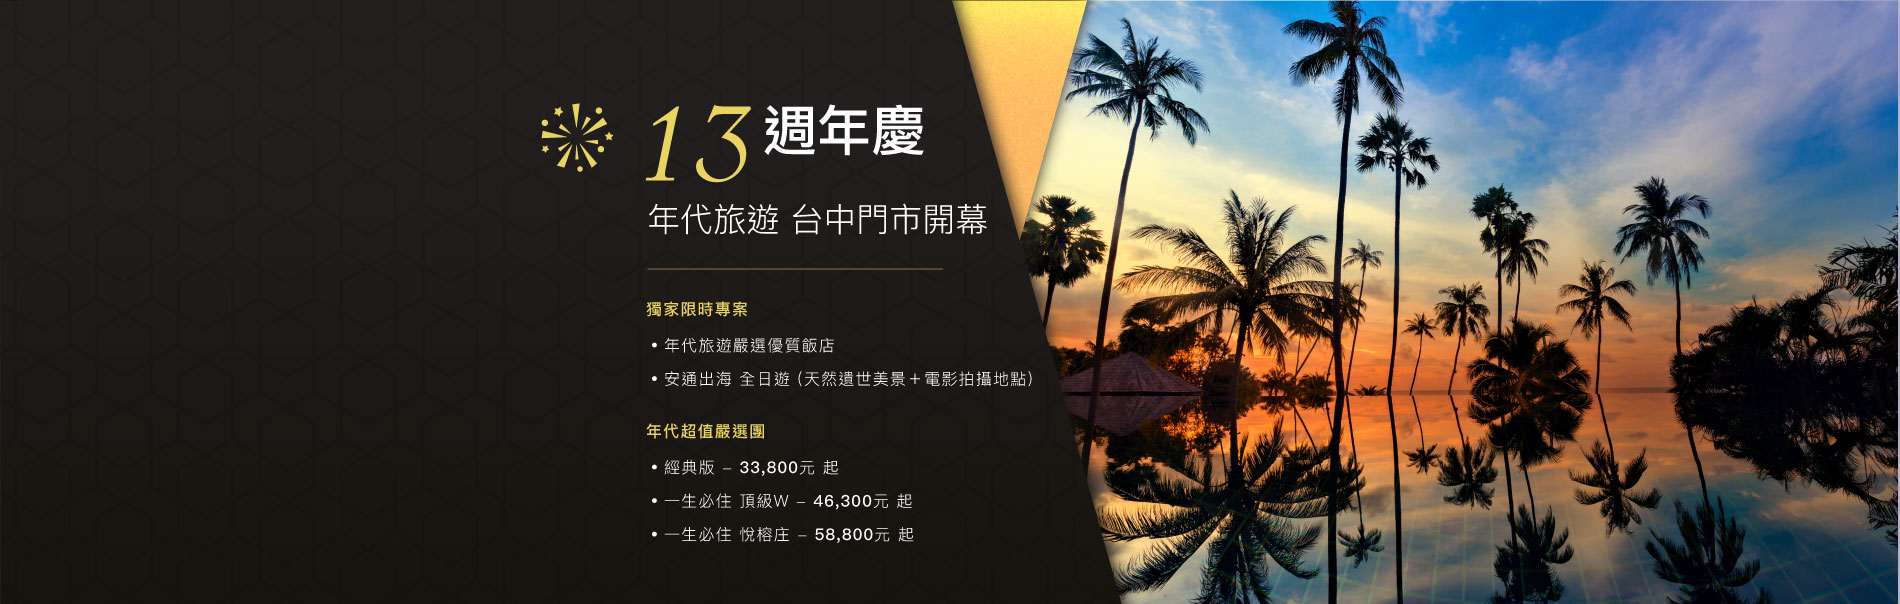 13 週年慶
年代旅遊 台中門市開幕
獨家限時專案
• 年代旅遊嚴選優質飯店
• 安通出海 全日遊 (天然遺世美景＋電影拍攝地點)
年代超值嚴選團
• 經典版 – 33,800元 起
• 一生必住 頂級W – 46,300元 起
• 一生必住 悅榕庄 – 58,800元 起